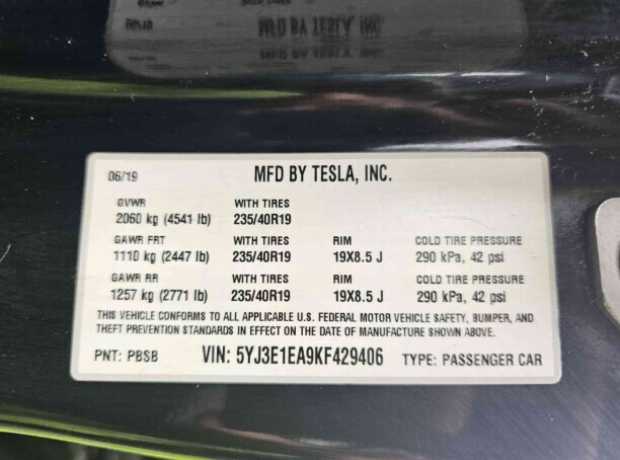 06/19 MFD BY TESLA, INC.
GVWR WITH TIRES
2060 kg (4541 lb) 235/40R19
GAWR FRT WITH TIRES RIM COLD TIRE PRESSURE
1110 kg (2447 lb) 235/40R19 19X8.5 J 290 kPa, 42 psi
GAWR RR WITH TIRES RIM COLD TIRE PRESSURE
1257 kg (2771 lb) 235/40R19 19X8.5 J 290 kPa, 42 psi
THIS VEHICLE CONFORMS TO ALL APPLICABLE U.S. FEDERAL MOTOR VEHICLE SAFETY, BUMPER, AND
THEFT PREVENTION STANDARDS IN EFFECT ON THE DATE OF MANUFACTURE SHOWN ABOVE.
PNT: PBSB VIN: 5YJ3E1EA9KF429406 TYPE: PASSENGER CAR